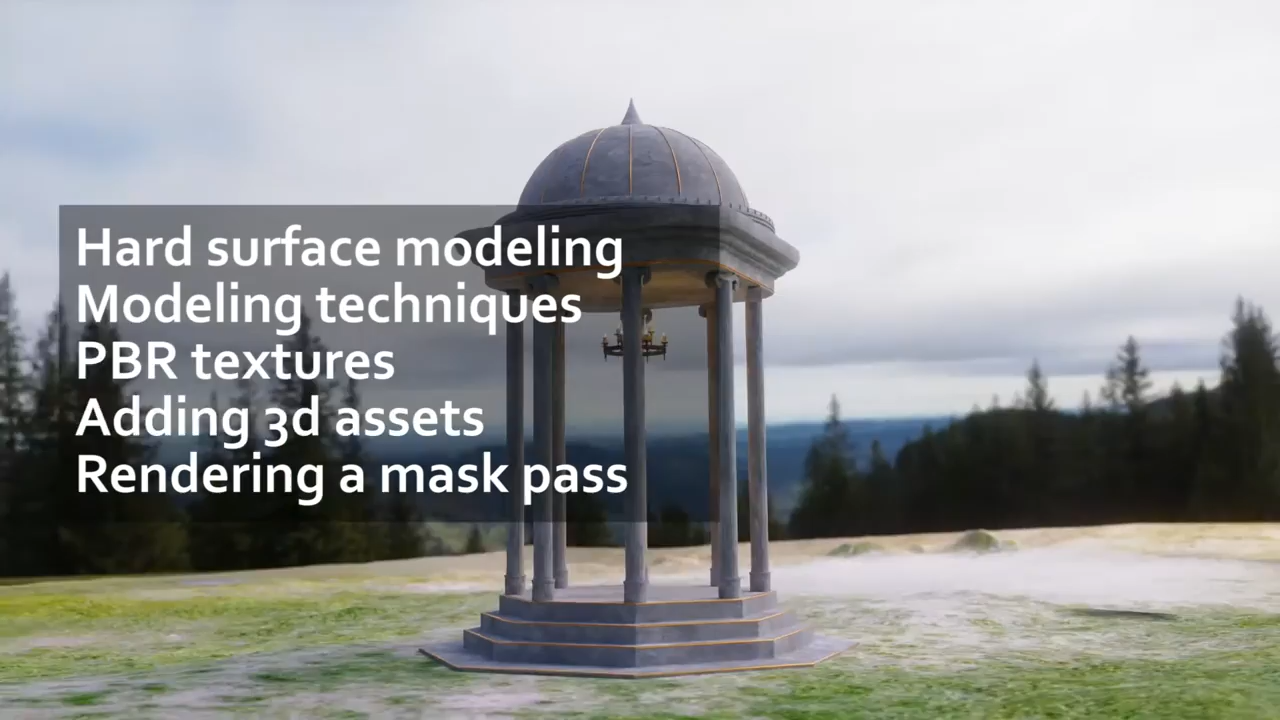 Hard surface modeling
Modeling techniques
PBR textures
Adding 3d assets
Rendering a mask pass